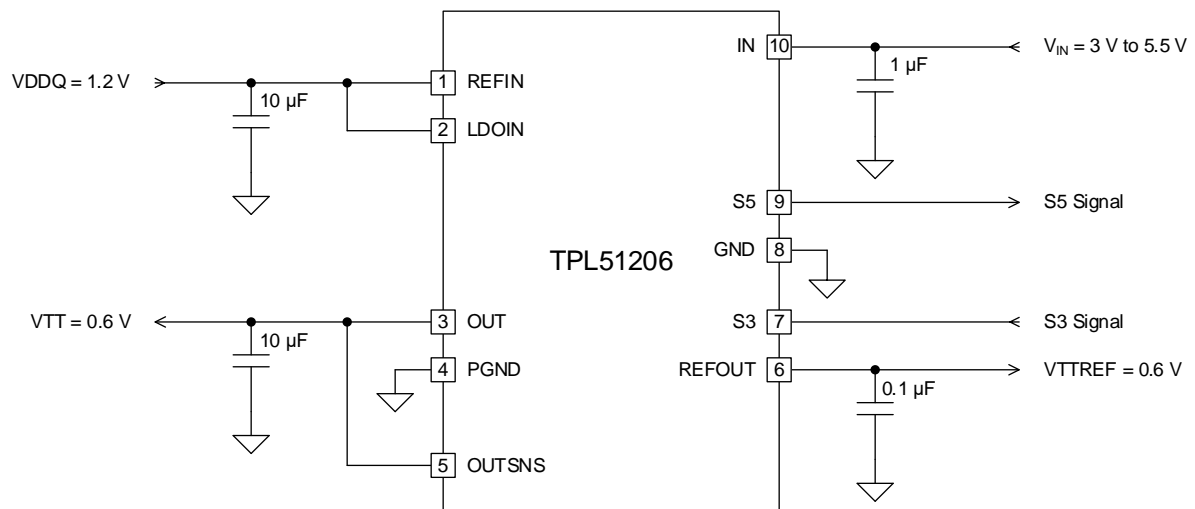 VDDQ = 1.2 V
10 µF
1 REFIN
2 LDOIN
VTT = 0.6 V
10 µF
3 OUT
4 PGND
5 OUTSNS
TPL51206
IN 10
1 µF
VIN = 3 V to 5.5 V
S5 9
S5 Signal
GND 8
S3 7
S3 Signal
REFOUT 6
0.1 µF
VTTREF = 0.6 V